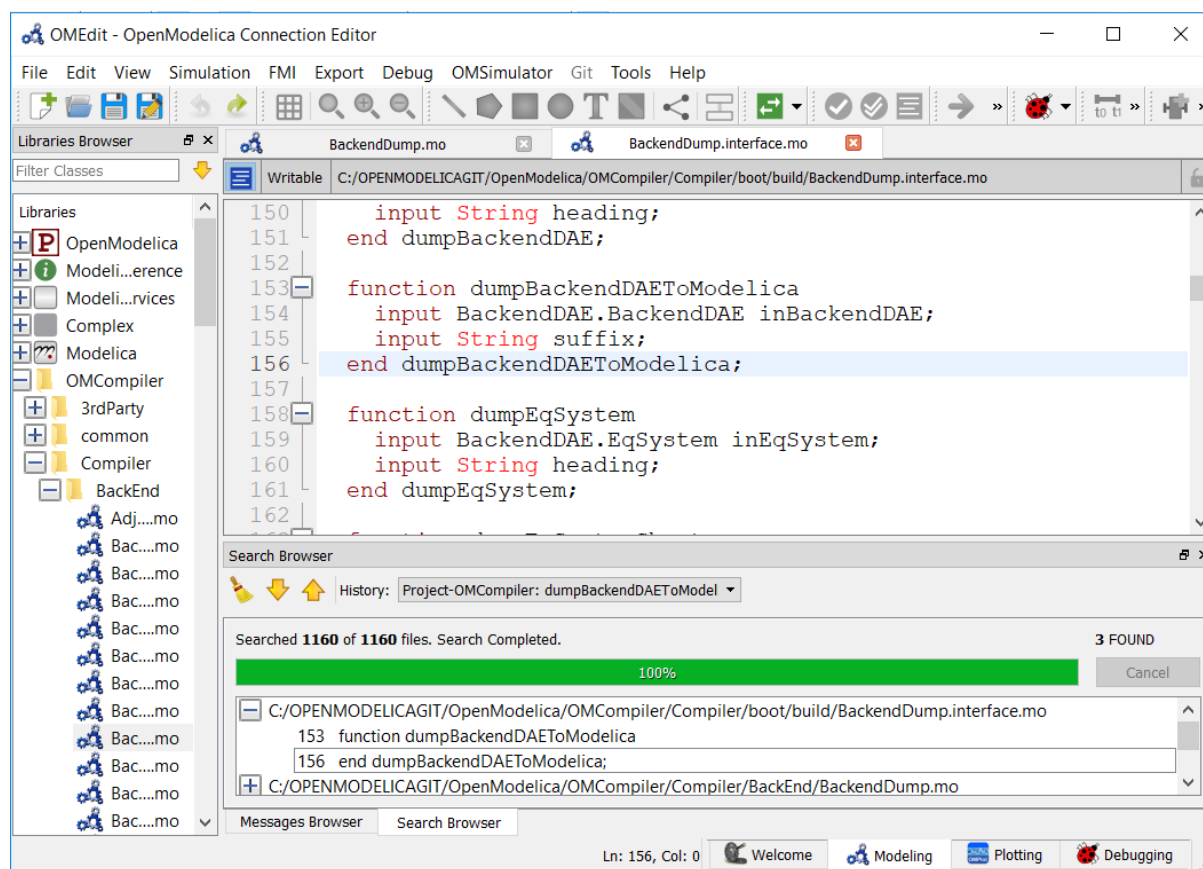 OMEdit - OpenModelica Connection Editor
File Edit View Simulation FMI Export Debug OMSimulator Git Tools Help
T » to t! » »
Libraries Browser
BackendDump.mo
BackendDump.interface.mo
Filter Classes
Writable C:/OPENMODELICAGIT/OpenModelica/OMCompiler/Compiler/boot/build/BackendDump.interface.mo
Libraries
P OpenModelica
i Modeli...erence
Modeli...rvices
Complex
Modelica
OMCompiler
3rdParty
common
Compiler
BackEnd
Adj....mo
Bac....mo
Bac....mo
Bac....mo
Bac....mo
Bac....mo
Bac....mo
Bac....mo
Bac....mo
Bac....mo
Bac....mo
Bac....mo
150 input String heading;
151 end dumpBackendDAE;
152
153 function dumpBackendDAEToModelica
154 input BackendDAE.BackendDAE inBackendDAE;
155 input String suffix;
156 end dumpBackendDAEToModelica;
157
158 function dumpEqSystem
159 input BackendDAE.EqSystem inEqSystem;
160 input String heading;
161 end dumpEqSystem;
162
Search Browser
History: Project-OMCompiler: dumpBackendDAEToModel
Searched 1160 of 1160 files. Search Completed. 3 FOUND
100% Cancel
C:/OPENMODELICAGIT/OpenModelica/OMCompiler/Compiler/boot/build/BackendDump.interface.mo
153 function dumpBackendDAEToModelica
156 end dumpBackendDAEToModelica;
C:/OPENMODELICAGIT/OpenModelica/OMCompiler/Compiler/BackEnd/BackendDump.mo
Messages Browser Search Browser
Ln: 156, Col: 0 Welcome Modeling Plotting Debugging